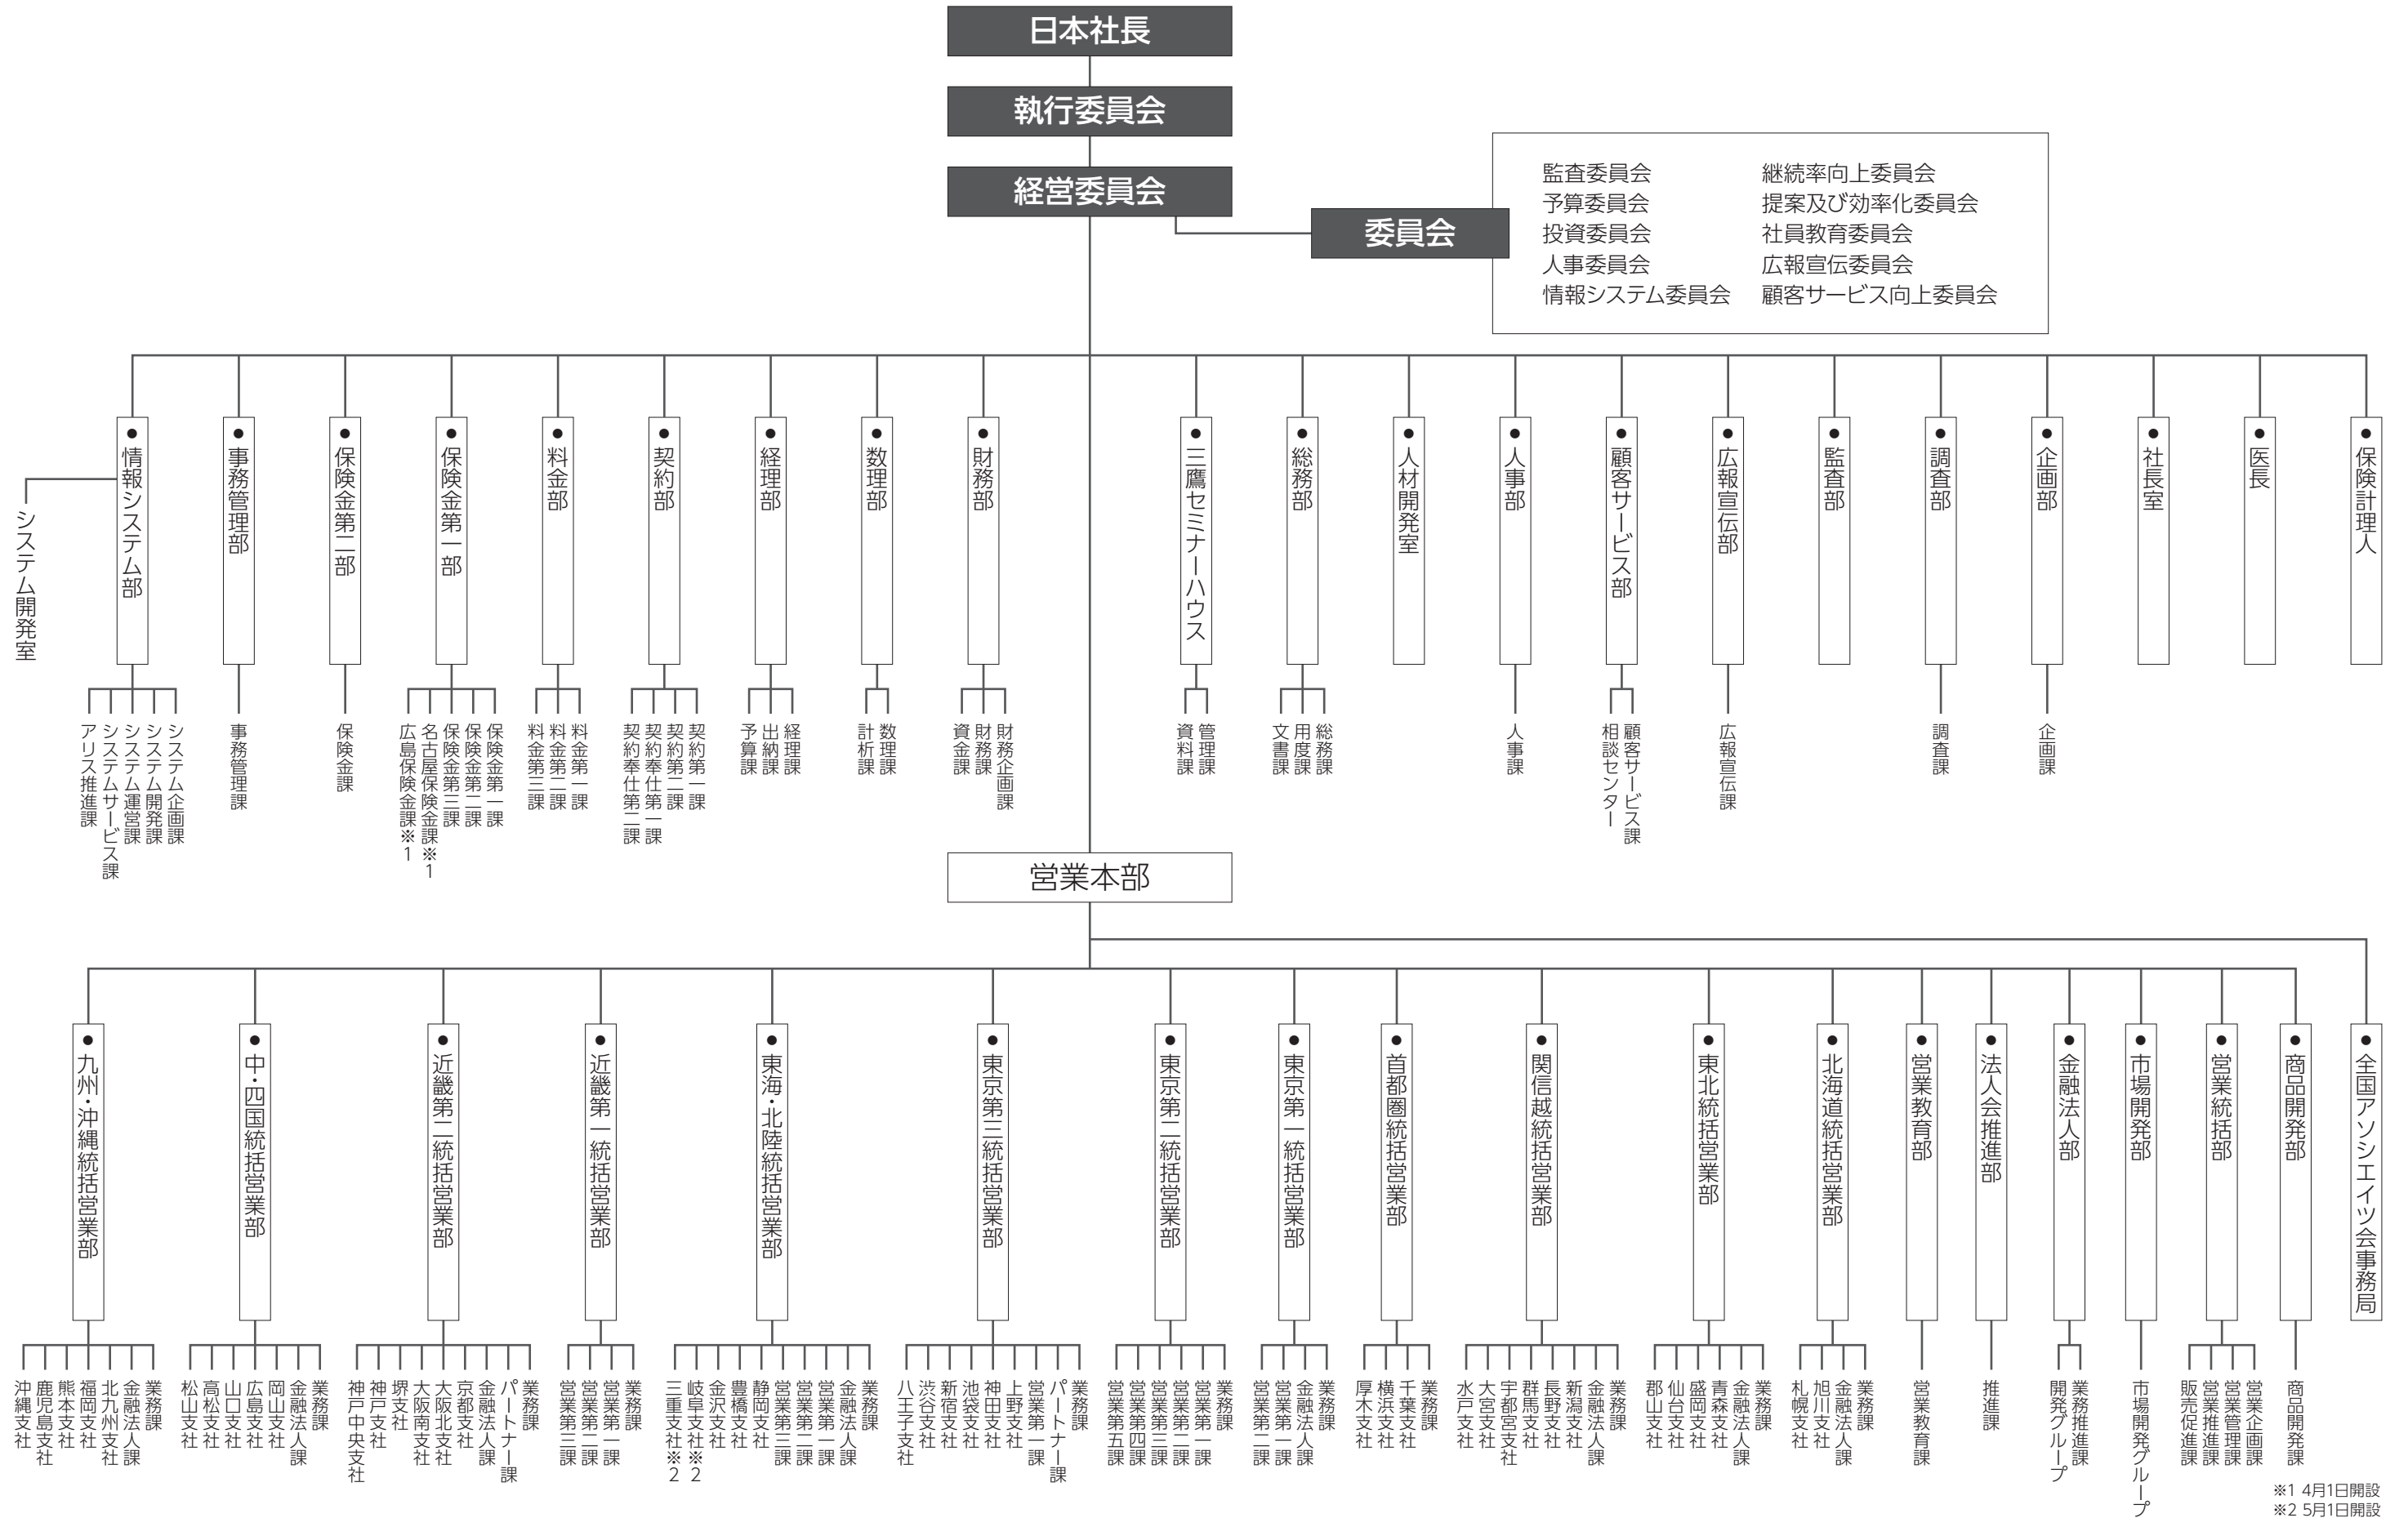 日本社長
執行委員会
経営委員会
委員会
監査委員会
予算委員会
投資委員会
人事委員会
情報システム委員会
継続率向上委員会
提案及び効率化委員会
社員教育委員会
広報宣伝委員会
顧客サービス向上委員会
●保険計理人
●医長
●社長室
●企画部
企画課
●調査部
調査課
●監査部
●広報宣伝部
広報宣伝課
●顧客サービス部
顧客サービス課
相談センター
●人事部
人事課
●人材開発室
●総務部
総務課
用度課
文書課
●三鷹セミナーハウス
管理課
資料課
●財務部
財務企画課
財務課
資金課
●数理部
数理課
計析課
●経理部
経理課
出納課
予算課
●契約部
契約第一課
契約第二課
契約奉仕第一課
契約奉仕第二課
●料金部
料金第一課
料金第二課
料金第三課
●保険金第一部
保険金第一課
保険金第二課
保険金第三課
名古屋保険金課※1
広島保険金課※1
●保険金第二部
保険金課
●事務管理部
事務管理課
●情報システム部
システム企画課
システム開発課
システム運営課
システムサービス課
アリス推進課
システム開発室
営業本部
●全国アソシエイツ会事務局
●商品開発部
商品開発課
●営業統括部
営業企画課
営業管理課
営業推進課
販売促進課
●市場開発部
市場開発グループ
●金融法人部
業務推進課
開発グループ
●法人会推進部
推進課
●営業教育部
営業教育課
●北海道統括営業部
業務課
金融法人課
旭川支社
札幌支社
●東北統括営業部
業務課
金融法人課
青森支社
盛岡支社
仙台支社
郡山支社
●関信越統括営業部
業務課
金融法人課
新潟支社
長野支社
群馬支社
宇都宮支社
大宮支社
水戸支社
●首都圏統括営業部
業務課
千葉支社
横浜支社
厚木支社
●東京第一統括営業部
業務課
金融法人課
営業第一課
営業第二課
●東京第二統括営業部
業務課
営業第一課
営業第二課
営業第三課
営業第四課
営業第五課
●東京第三統括営業部
業務課
パートナー課
営業第一課
上野支社
神田支社
池袋支社
新宿支社
渋谷支社
八王子支社
●東海・北陸統括営業部
業務課
金融法人課
営業第一課
営業第二課
営業第三課
静岡支社
豊橋支社
金沢支社
岐阜支社※2
三重支社※2
●近畿第一統括営業部
業務課
営業第一課
営業第二課
営業第三課
●近畿第二統括営業部
業務課
パートナー課
金融法人課
京都支社
大阪北支社
大阪南支社
堺支社
神戸支社
神戸中央支社
●中・四国統括営業部
業務課
金融法人課
岡山支社
広島支社
山口支社
高松支社
松山支社
●九州・沖縄統括営業部
業務課
金融法人課
北九州支社
福岡支社
熊本支社
鹿児島支社
沖縄支社
※1 4月1日開設
※2 5月1日開設